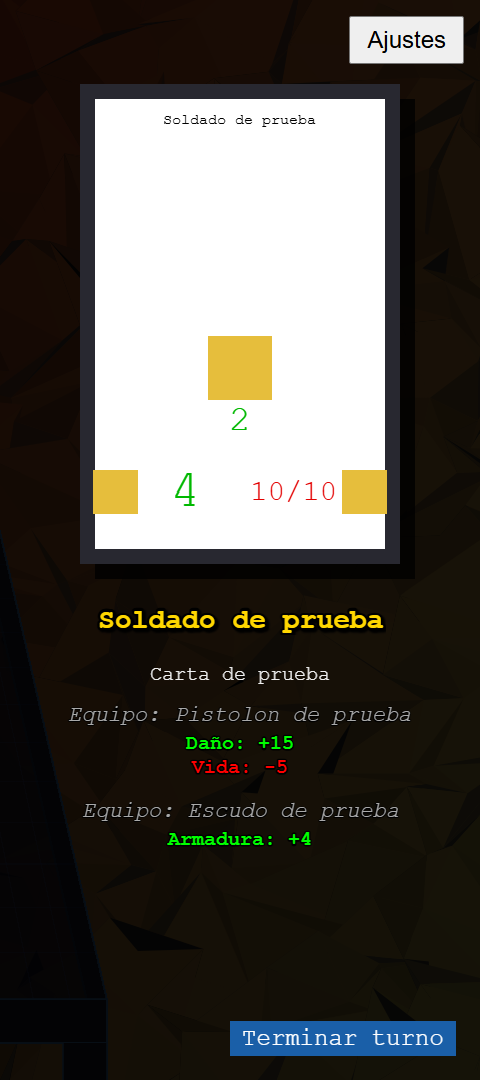 Ajustes
Soldado de prueba
2
4
10/10
Soldado de prueba
Carta de prueba
Equipo: Pistolon de prueba
Daño: +15
Vida: -5
Equipo: Escudo de prueba
Armadura: +4
Terminar turno